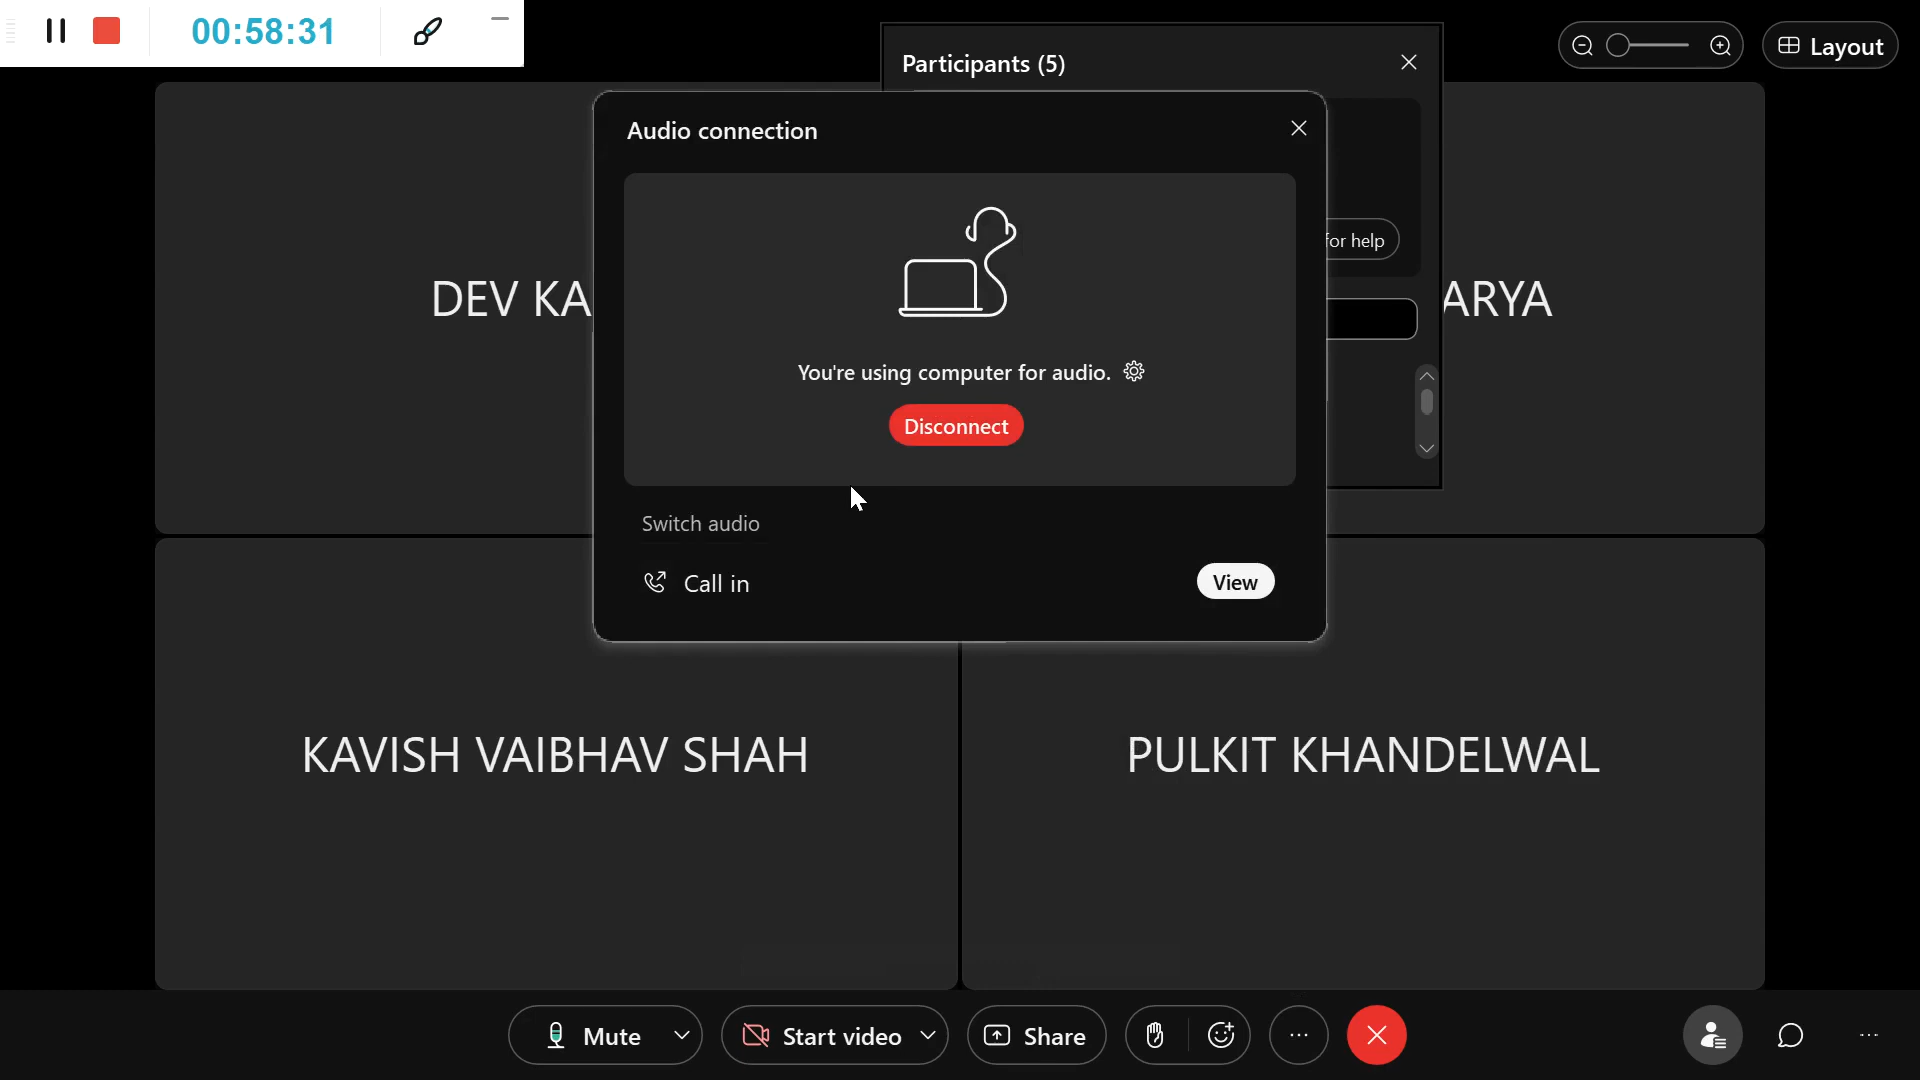 00:58:31
Participants (5)
Layout
Audio connection
for help
DEV KA
ARYA
You're using computer for audio.
Disconnect
Switch audio
Call in
View
KAVISH VAIBHAV SHAH
PULKIT KHANDELWAL
Mute
Start video
Share